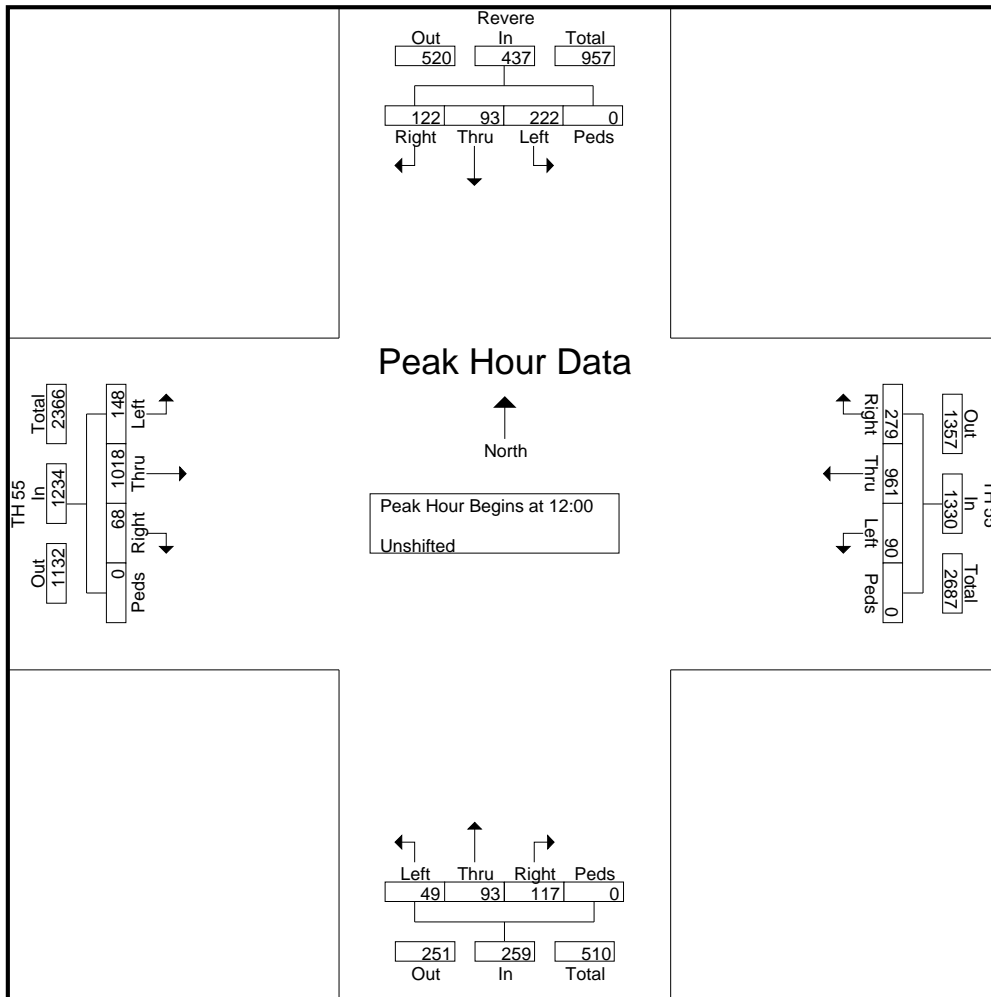 Revere
Out In Total
520 437 957
122 93 222 0
Right Thru Left Peds
Peak Hour Data
North
Peak Hour Begins at 12:00
Unshifted
TH 55
Total In Out
2366 1234 1132
148 1018 68 0
Left Thru Right Peds
TH 55
Out In Total
1357 1330 2687
279 961 90 0
Right Thru Left Peds
Left Thru Right Peds
49 93 117 0
251 259 510
Out In Total